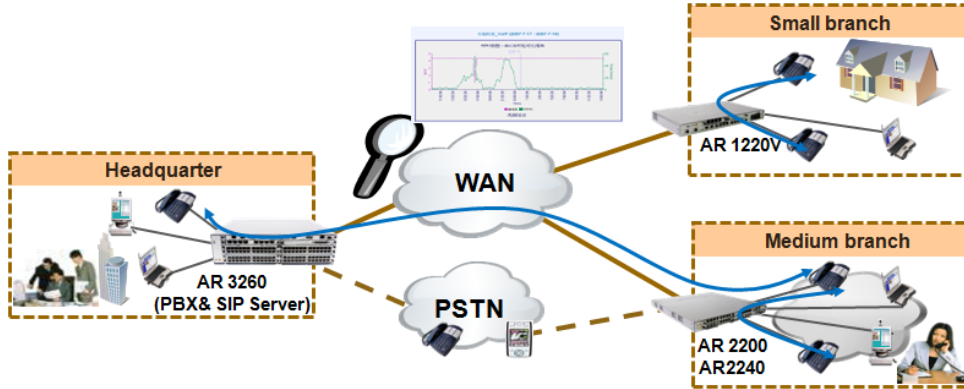 Small branch
AR 1220V
Headquarter
WAN
AR 3260
(PBX& SIP Server)
PSTN
Medium branch
AR 2200
AR2240